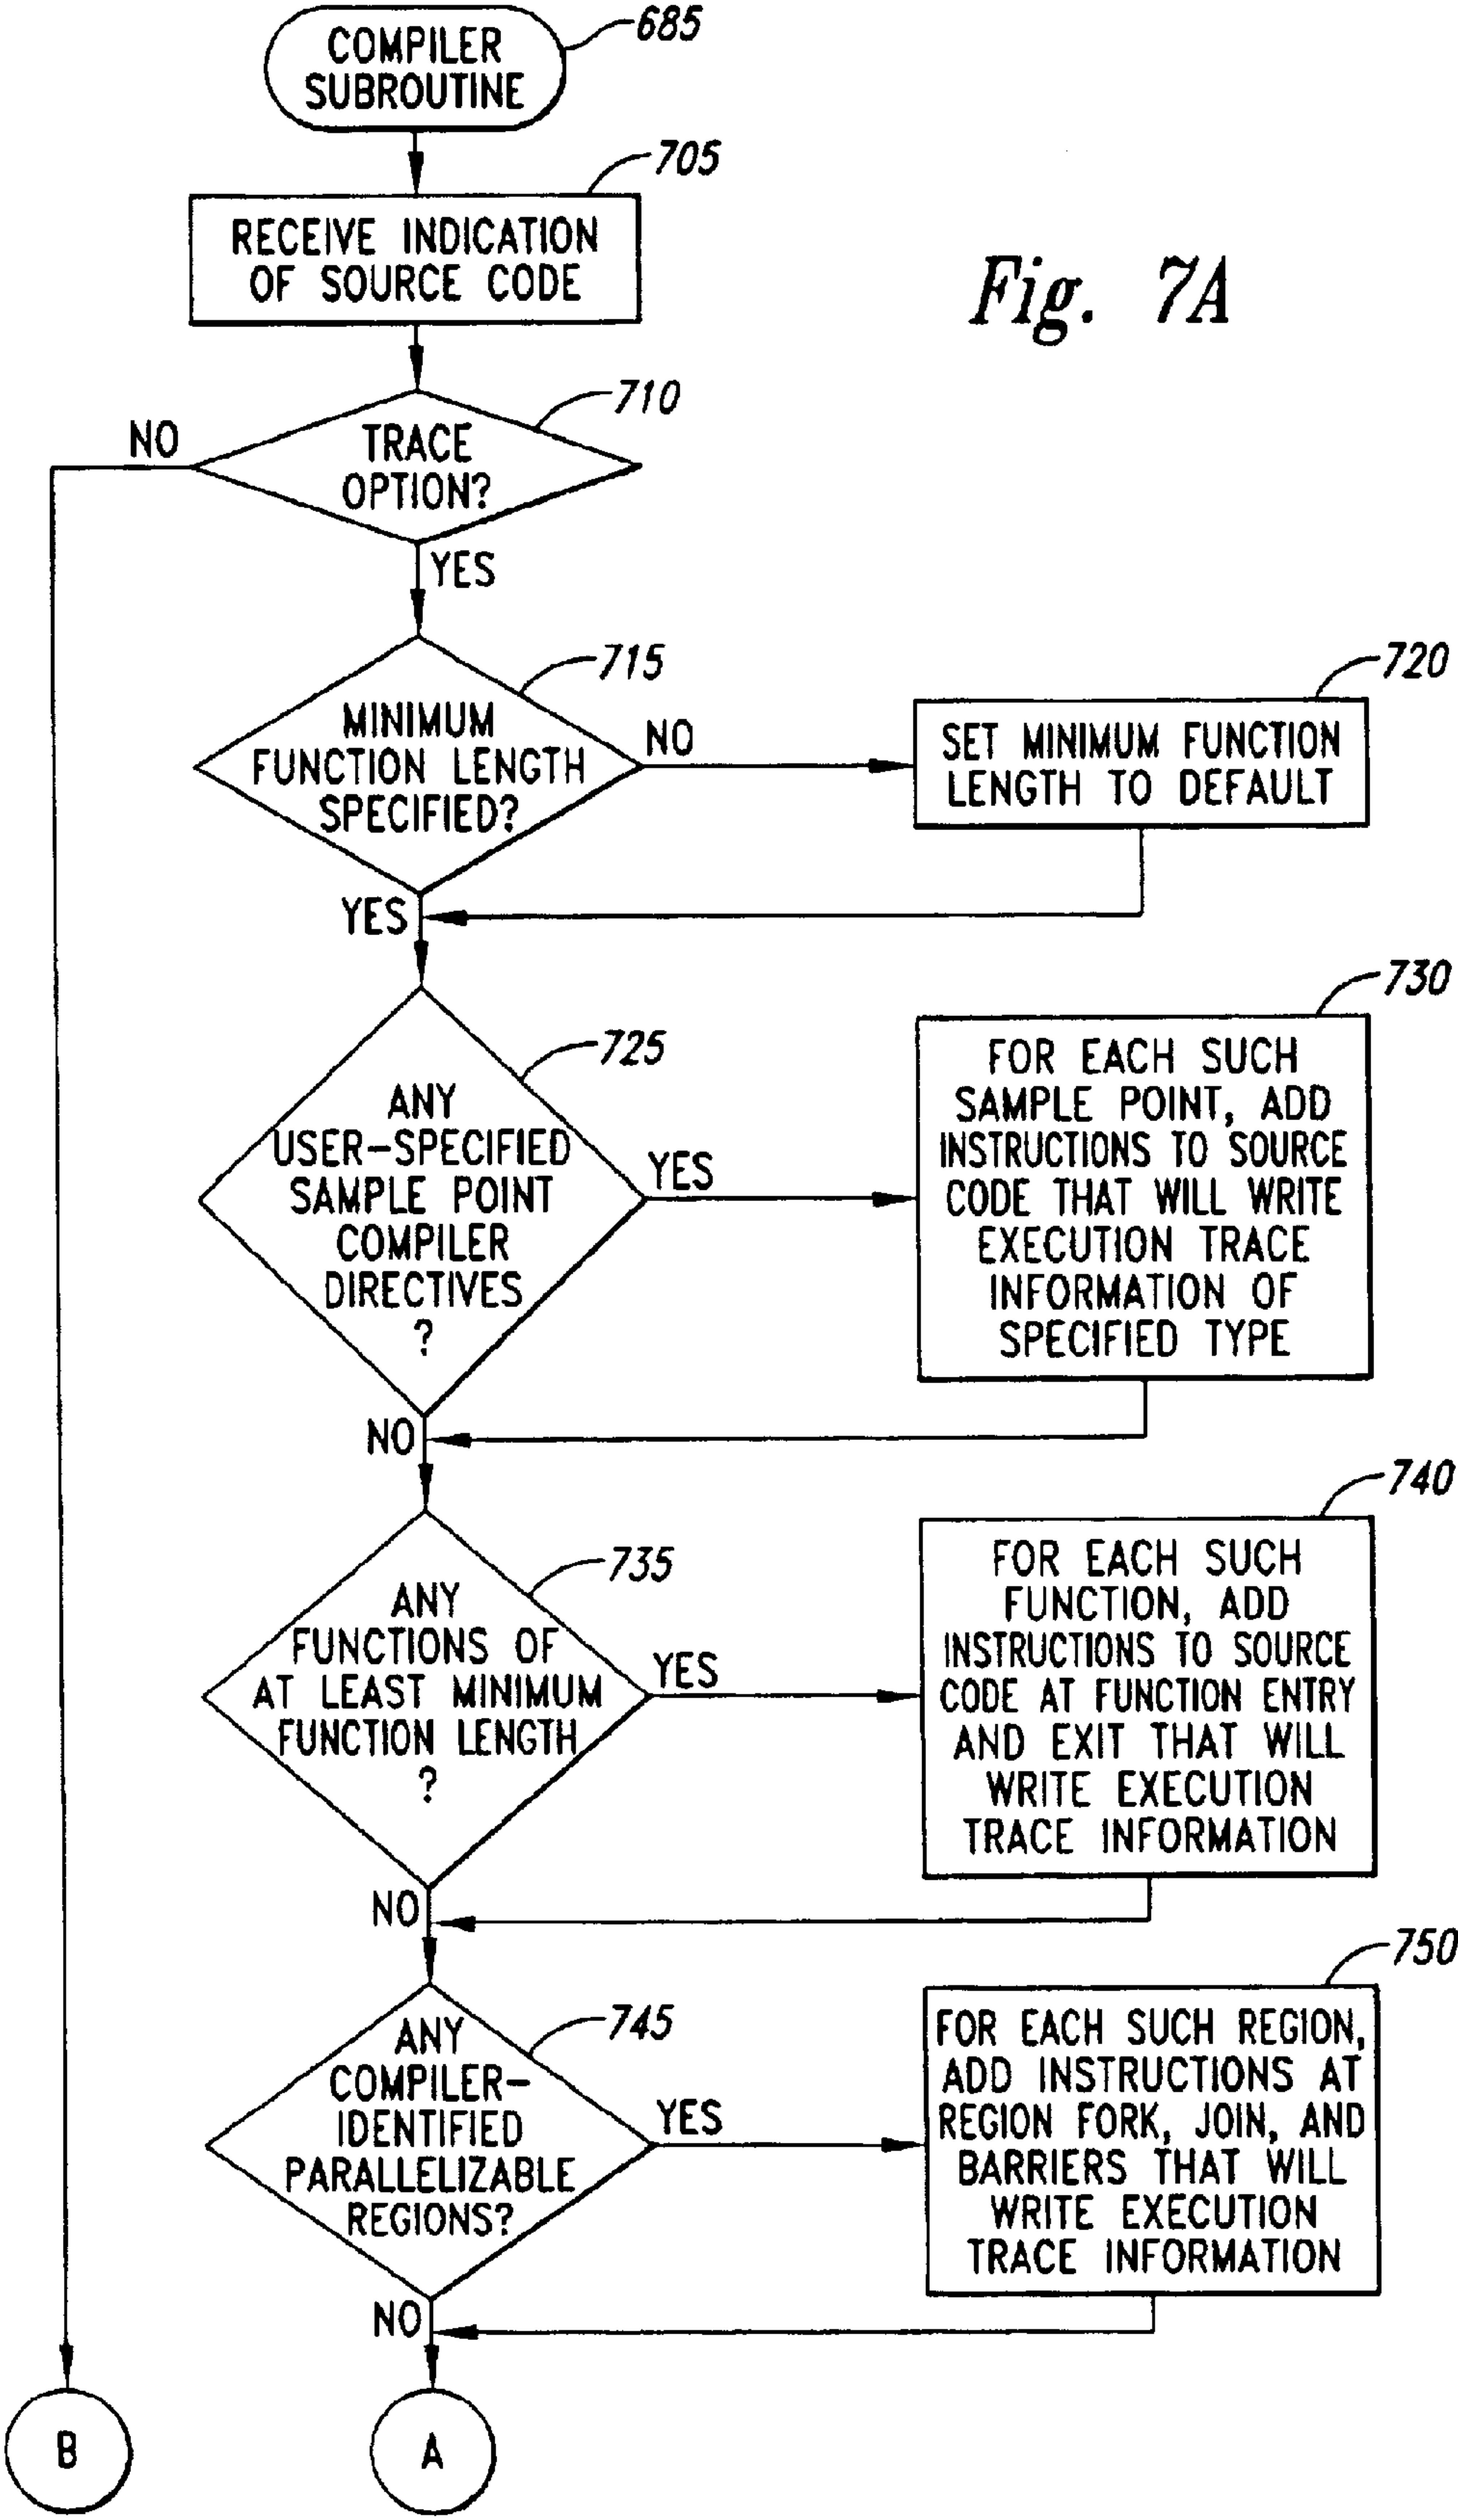 COMPILER
SUBROUTINE
685
705
RECEIVE INDICATION
OF SOURCE CODE
Fig. 7A
710
NO
TRACE
OPTION?
YES
715
MINIMUM
FUNCTION LENGTH
SPECIFIED?
NO
720
SET MINIMUM FUNCTION
LENGTH TO DEFAULT
YES
725
ANY
USER-SPECIFIED
SAMPLE POINT
COMPILER
DIRECTIVES
?
YES
730
FOR EACH SUCH
SAMPLE POINT, ADD
INSTRUCTIONS TO SOURCE
CODE THAT WILL WRITE
EXECUTION TRACE
INFORMATION OF
SPECIFIED TYPE
NO
735
ANY
FUNCTIONS OF
AT LEAST MINIMUM
FUNCTION LENGTH
?
YES
740
FOR EACH SUCH
FUNCTION, ADD
INSTRUCTIONS TO SOURCE
CODE AT FUNCTION ENTRY
AND EXIT THAT WILL
WRITE EXECUTION
TRACE INFORMATION
NO
745
ANY
COMPILER-
IDENTIFIED
PARALLELIZABLE
REGIONS?
YES
750
FOR EACH SUCH REGION,
ADD INSTRUCTIONS AT
REGION FORK, JOIN, AND
BARRIERS THAT WILL
WRITE EXECUTION
TRACE INFORMATION
NO
B
A